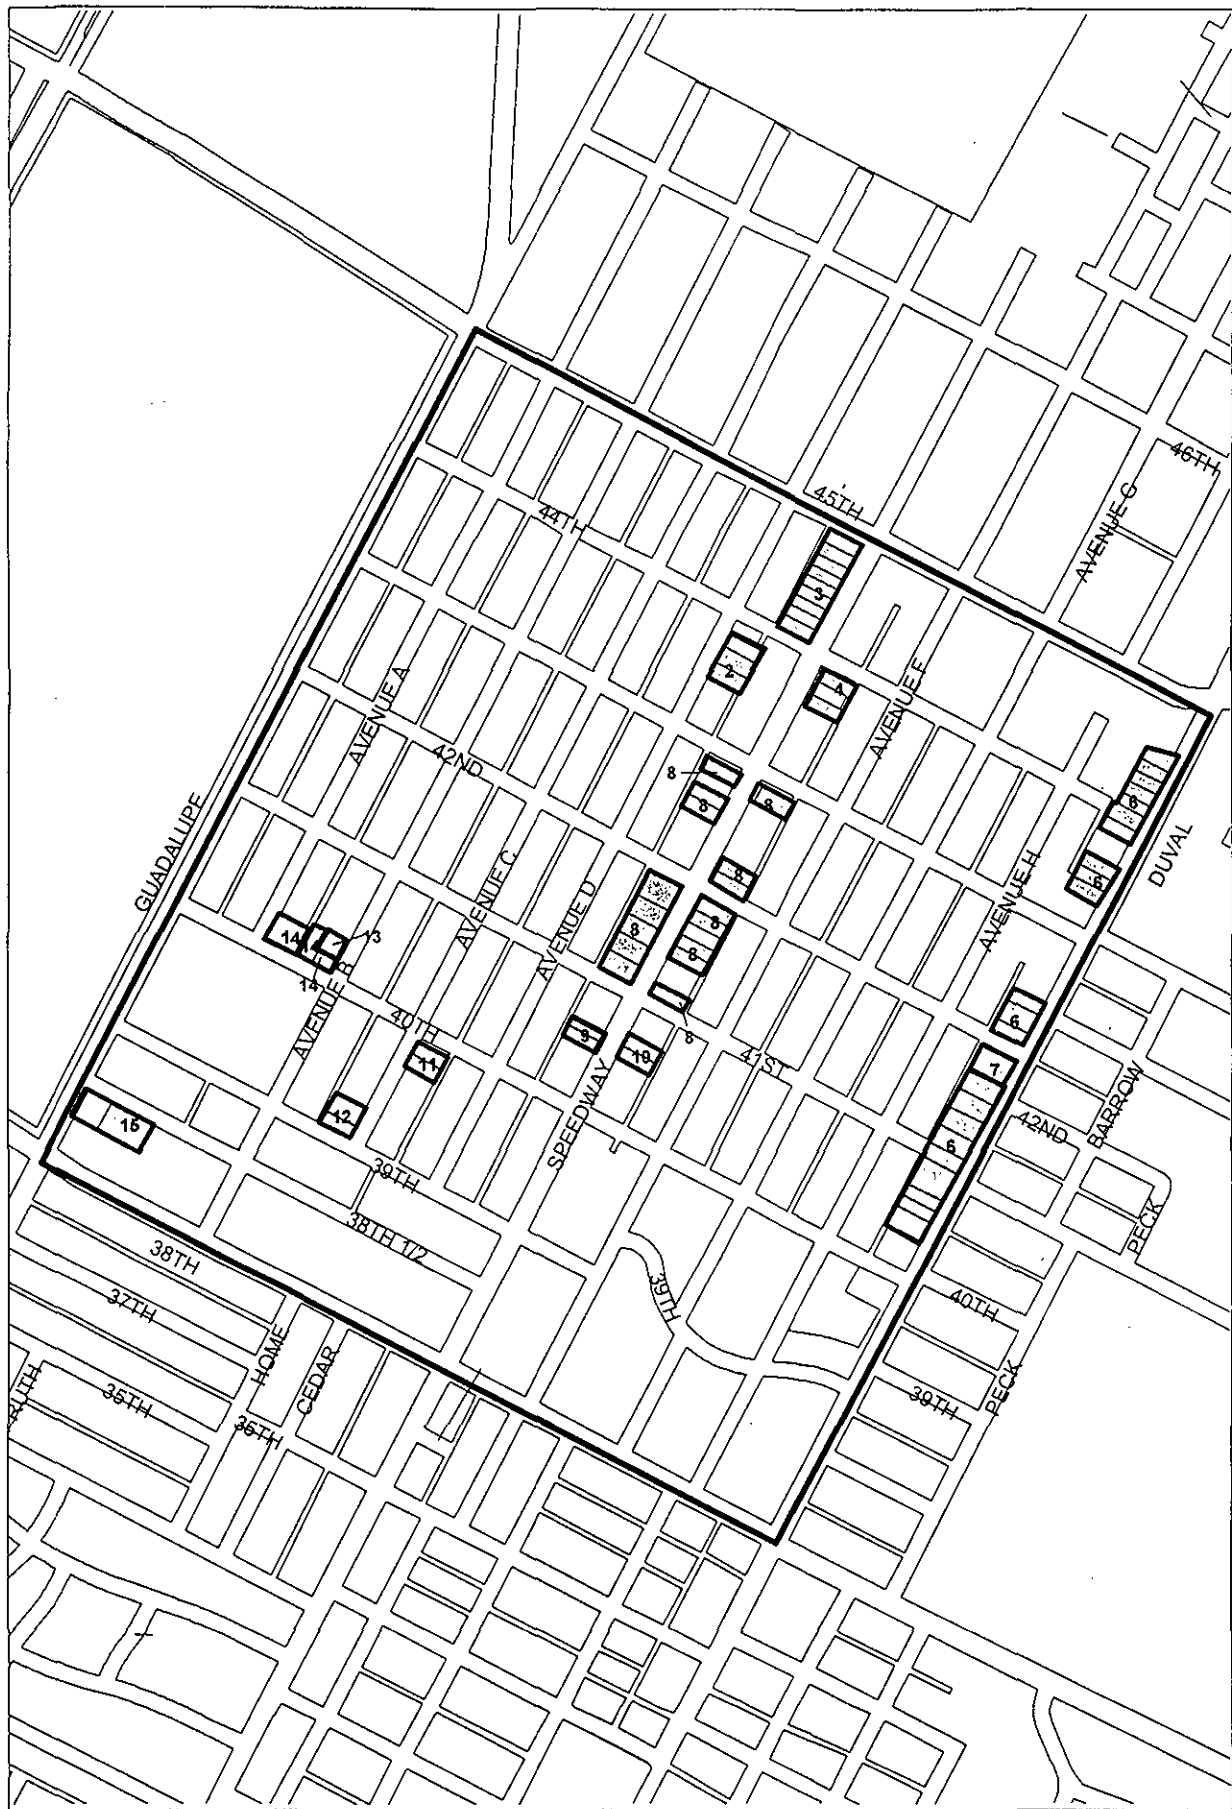 46TH
45TH
AVENUE G
44TH
3
2
4
AVENUE F
AVENUE A
42ND
8
8
8
6
GUADALUPE
DUVAL
8
5
AVENUE C
AVENUE H
AVENUE D
8
8
8
14
13
14
AVENUE B
40TH
8
6
9
10
41ST
11
7
SPEEDWAY
BARROW
42ND
12
15
6
39TH
PECK
38TH 1/2
38TH
39TH
40TH
37TH
HOME
CEDAR
PECK
39TH
RUTH
35TH
35TH